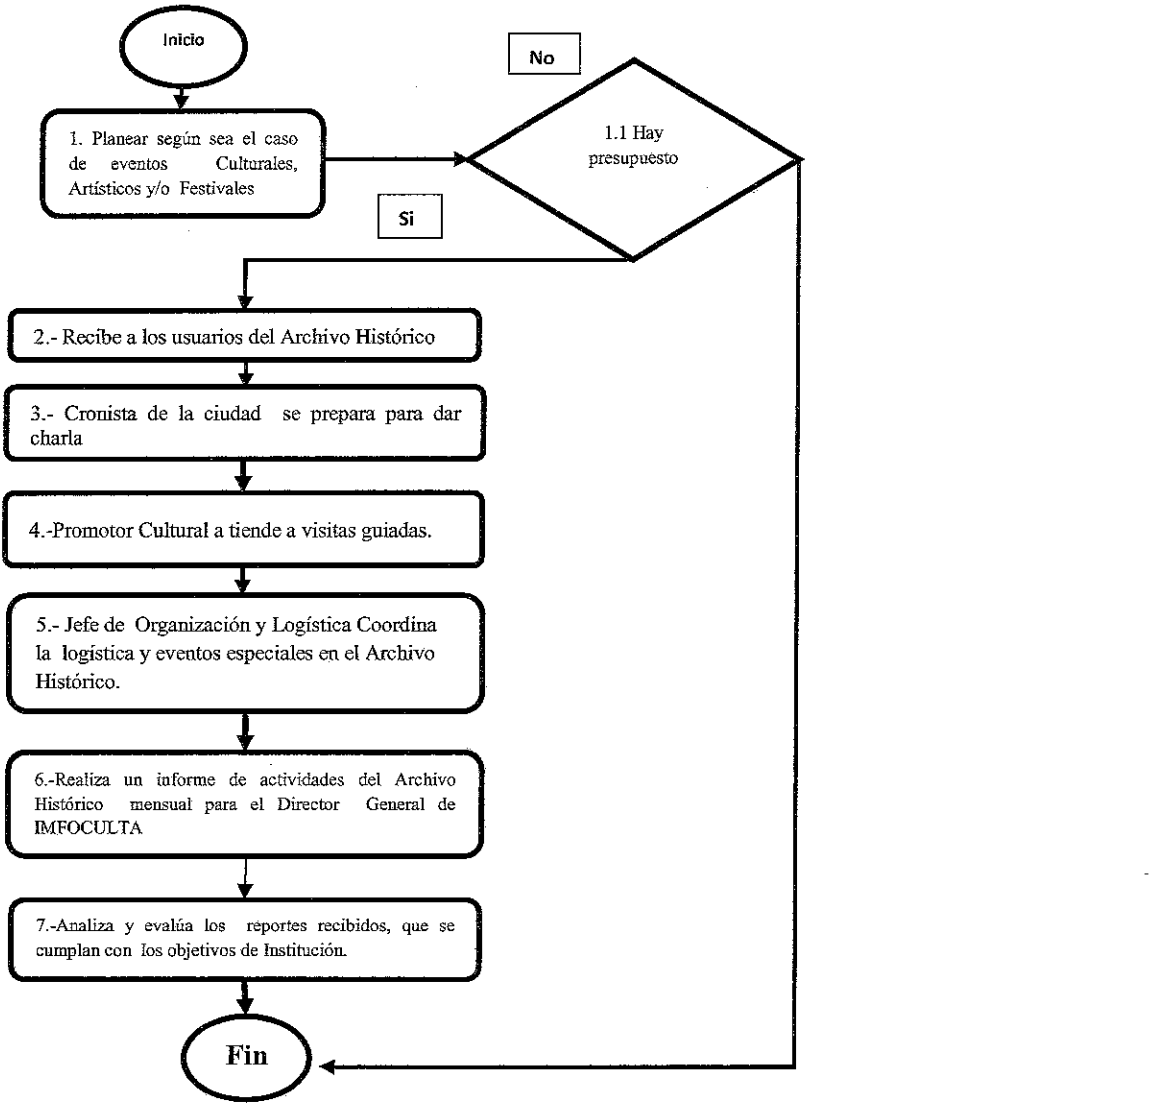 Inicio
No
1. Planear según sea el caso
de eventos Culturales,
Artísticos y/o Festivales
1.1 Hay
presupuesto
Si
2.- Recibe a los usuarios del Archivo Histórico
3.- Cronista de la ciudad se prepara para dar
charla
4.-Promotor Cultural a tiende a visitas guiadas.
5.- Jefe de Organización y Logística Coordina
la logística y eventos especiales en el Archivo
Histórico.
6.-Realiza un informe de actividades del Archivo
Histórico mensual para el Director General de
IMFOCULTA
7.-Analiza y evalúa los reportes recibidos, que se
cumplan con los objetivos de Institución.
Fin